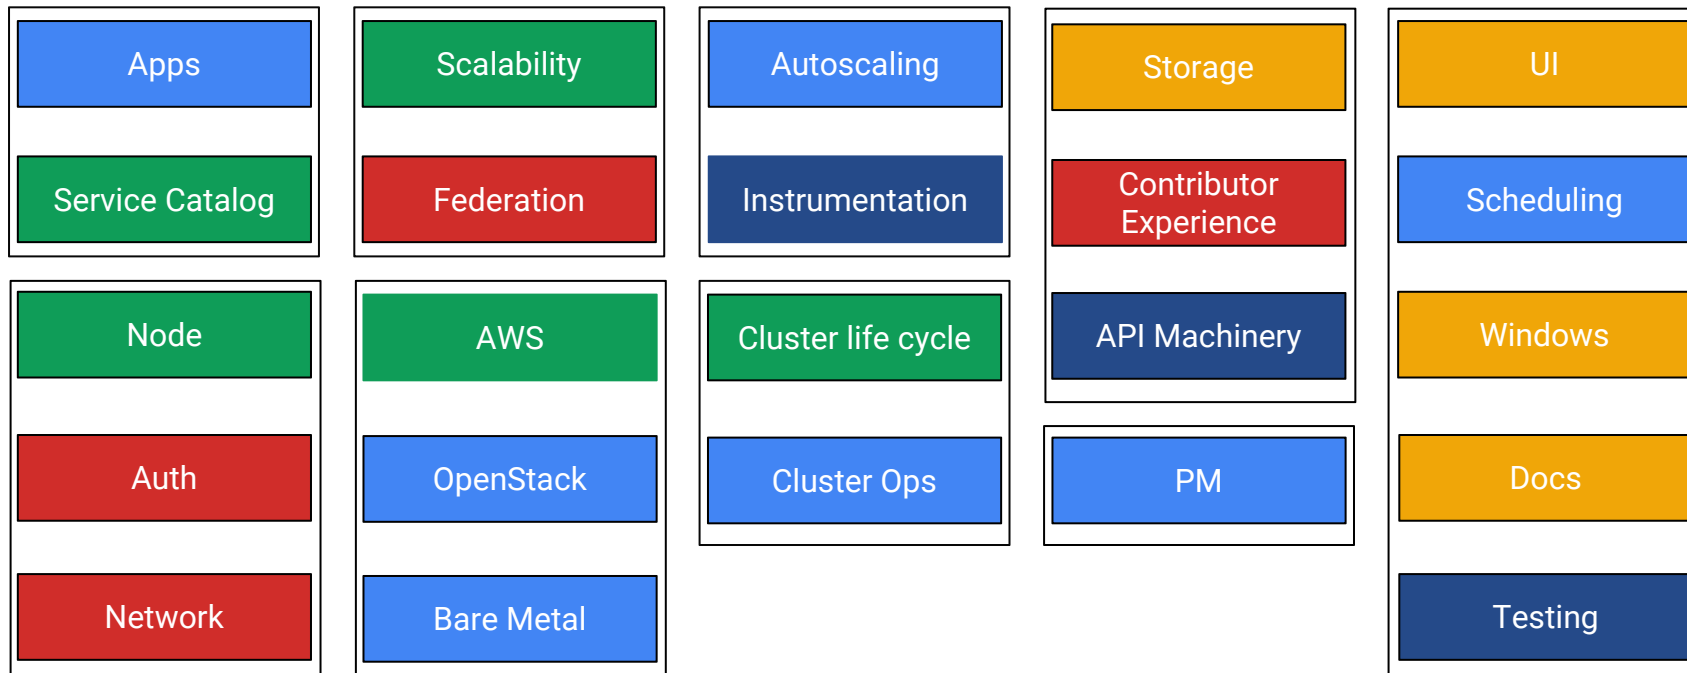 Apps
Service Catalog
Scalability
Federation
Autoscaling
Instrumentation
Storage
Contributor
Experience
API Machinery
UI
Scheduling
Windows
Docs
Testing
Node
Auth
Network
AWS
OpenStack
Bare Metal
Cluster life cycle
Cluster Ops
PM